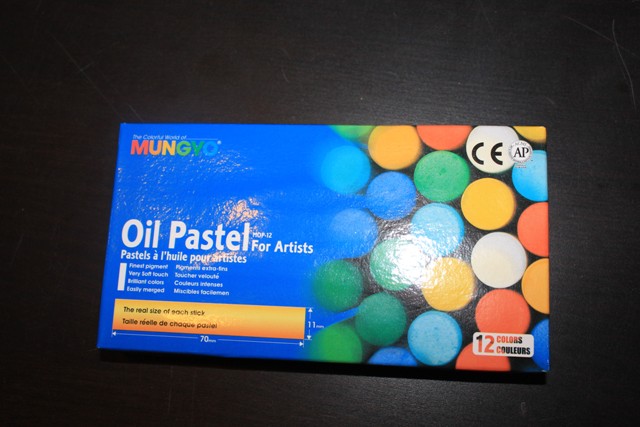 The Colorful World of
MUNGYO
CE
AP
Oil Pastel MOP-12
For Artists
Pastels à l'huile pour artistes
Finest pigment Pigments extra-fins
Very Soft touch Toucher velouté
Brilliant colors Couleurs intenses
Easily merged Miscibles facilemen
The real size of each stick
Taille réelle de chaque pastel
11mm
70mm
12 COLORS
COULEURS